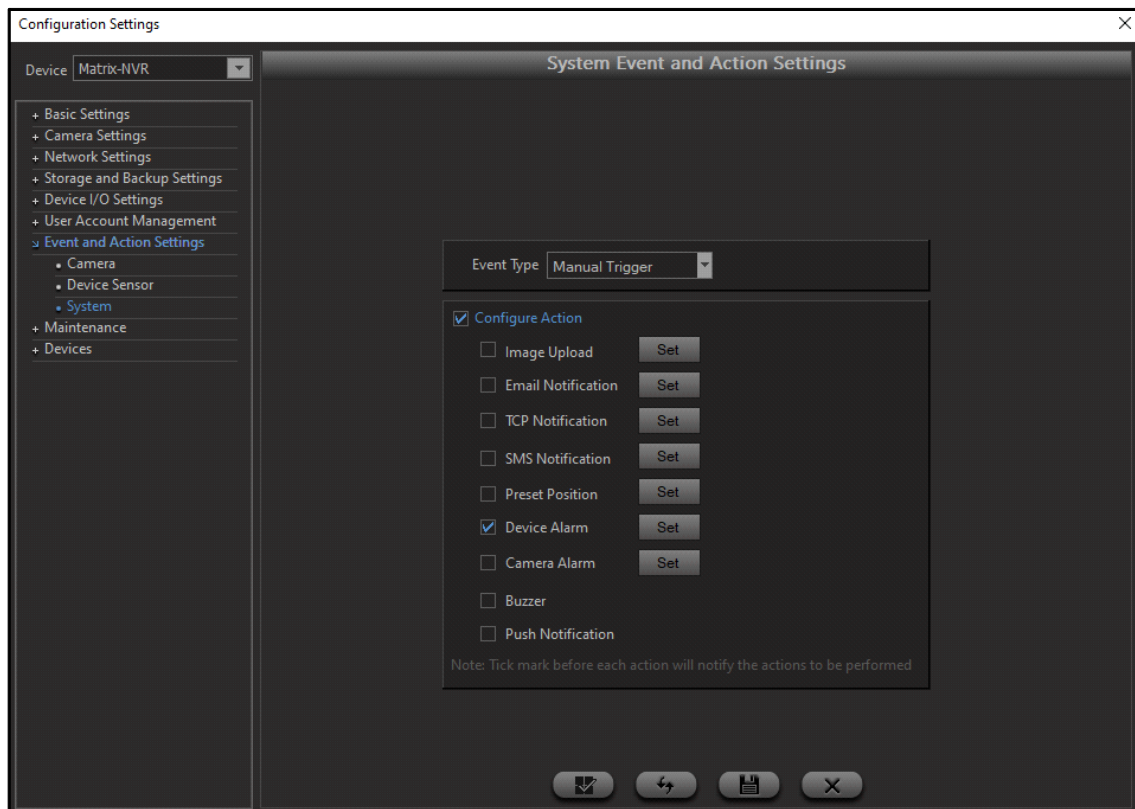 Configuration Settings
Device Matrix-NVR
System Event and Action Settings
+ Basic Settings
+ Camera Settings
+ Network Settings
+ Storage and Backup Settings
+ Device I/O Settings
+ User Account Management
Event and Action Settings
Camera
Device Sensor
System
+ Maintenance
+ Devices
Event Type Manual Trigger
Configure Action
Image Upload Set
Email Notification Set
TCP Notification Set
SMS Notification Set
Preset Position Set
Device Alarm Set
Camera Alarm Set
Buzzer
Push Notification
Note: Tick mark before each action will notify the actions to be performed